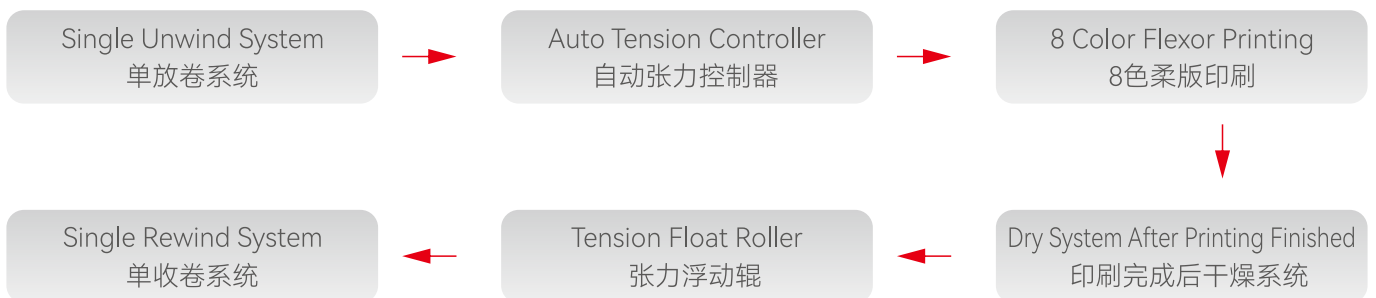 Single Unwind System
单放卷系统
Auto Tension Controller
自动张力控制器
8 Color Flexor Printing
8色柔版印刷
Dry System After Printing Finished
印刷完成后干燥系统
Tension Float Roller
张力浮动辊
Single Rewind System
单收卷系统